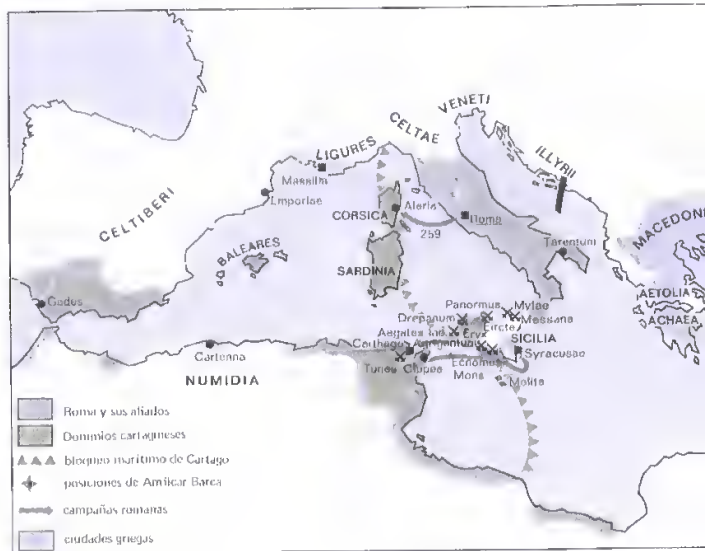 VENETI
CELTAE
LIGURES
ILLYRII
Massilia
Emporiae
CELTIBERI
CORSICA
Aleria
Roma
259
BALEARES
SARDINIA
Tarentum
MACEDONI
AETOLIA
ACHAEA
Gades
Panormus
Mylae
Drepanum
Messana
Eryx
Eircte
Aegates Ins.
SICILIA
Carthago
Agrigentum
Syracusae
Cartenna
Tunes
Clupea
Ecnomus
Mons
Melita
NUMIDIA
Roma y sus aliados
Dominios cartagineses
bloqueo marítimo de Cartago
posiciones de Amílcar Barca
campañas romanas
ciudades griegas